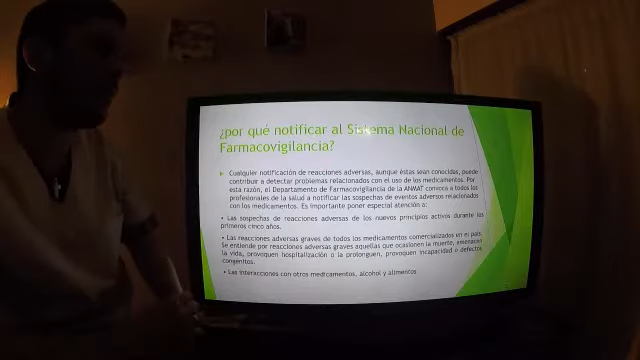 ¿por qué notificar al Sistema Nacional de
Farmacovigilancia?
Cualquier notificación de reacciones adversas, aunque éstas sean conocidas, puede
contribuir a detectar problemas relacionados con el uso de los medicamentos. Por
esta razón, el Departamento de Farmacovigilancia de la ANMAT convoca a todos los
profesionales de la salud a notificar las sospechas de eventos adversos relacionados
con los medicamentos. Es importante poner especial atención a:
• Las sospechas de reacciones adversas de los nuevos principios activos durante los
primeros cinco años.
• Las reacciones adversas graves de todos los medicamentos comercializados en el país.
Se entiende por reacciones graves aquellas que ocasionen la muerte, amenacen
la vida, provoquen hospitalización o la prolonguen, provoquen incapacidad o defectos
congénitos.
• Las interacciones con otros medicamentos, alcohol y alimentos